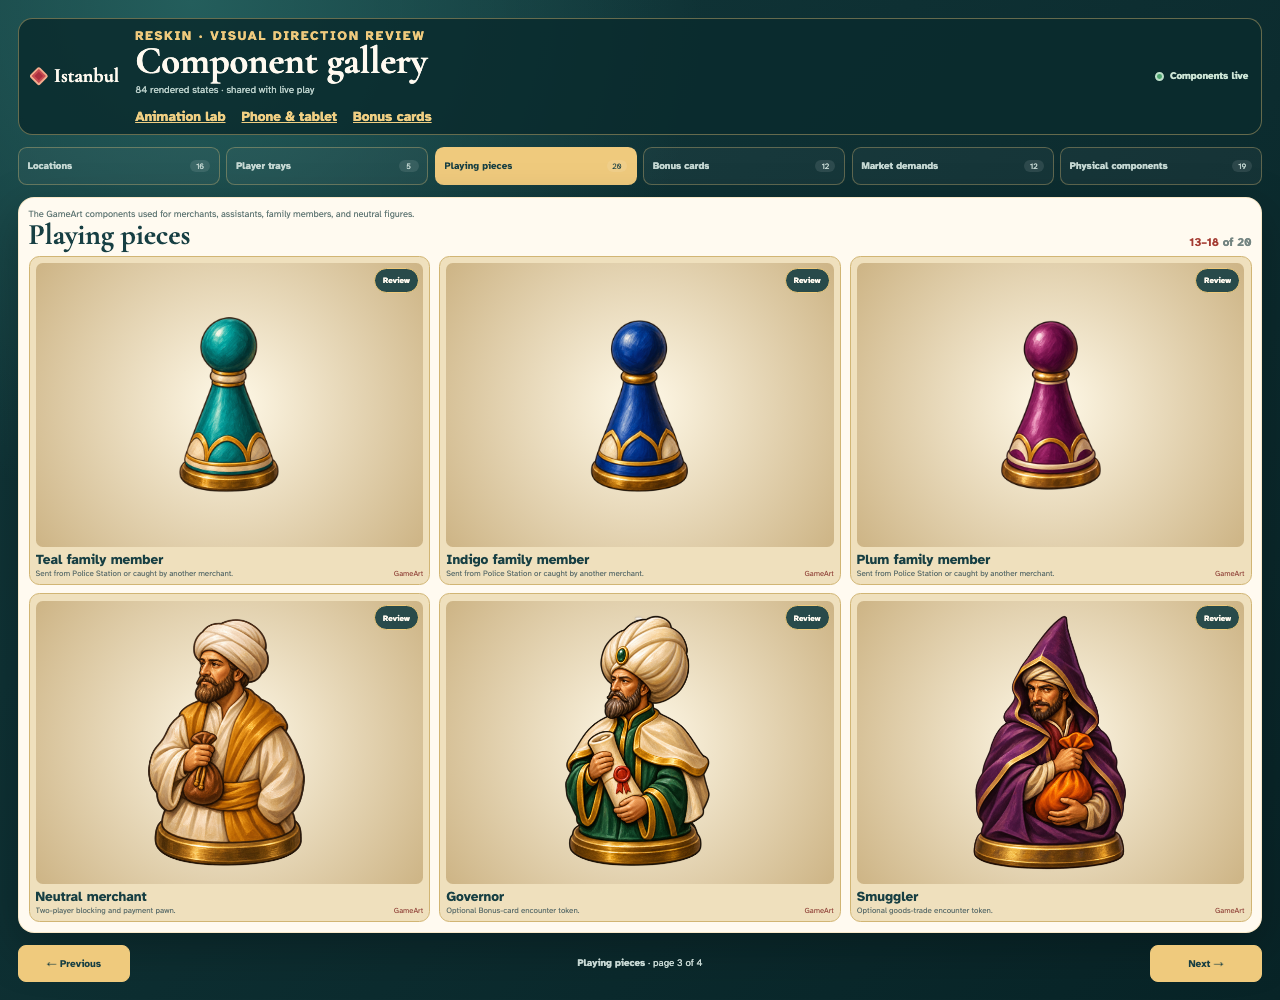 Istanbul
RESKIN · VISUAL DIRECTION REVIEW
Component gallery
84 rendered states · shared with live play
Animation lab Phone & tablet Bonus cards
Components live
Locations 16
Player trays 5
Playing pieces 20
Bonus cards 12
Market demands 12
Physical components 19
The GameArt components used for merchants, assistants, family members, and neutral figures.
Playing pieces
13–18 of 20
Review
Teal family member
Sent from Police Station or caught by another merchant.
GameArt
Review
Indigo family member
Sent from Police Station or caught by another merchant.
GameArt
Review
Plum family member
Sent from Police Station or caught by another merchant.
GameArt
Review
Neutral merchant
Two-player blocking and payment pawn.
GameArt
Review
Governor
Optional Bonus-card encounter token.
GameArt
Review
Smuggler
Optional goods-trade encounter token.
GameArt
← Previous
Playing pieces · page 3 of 4
Next →